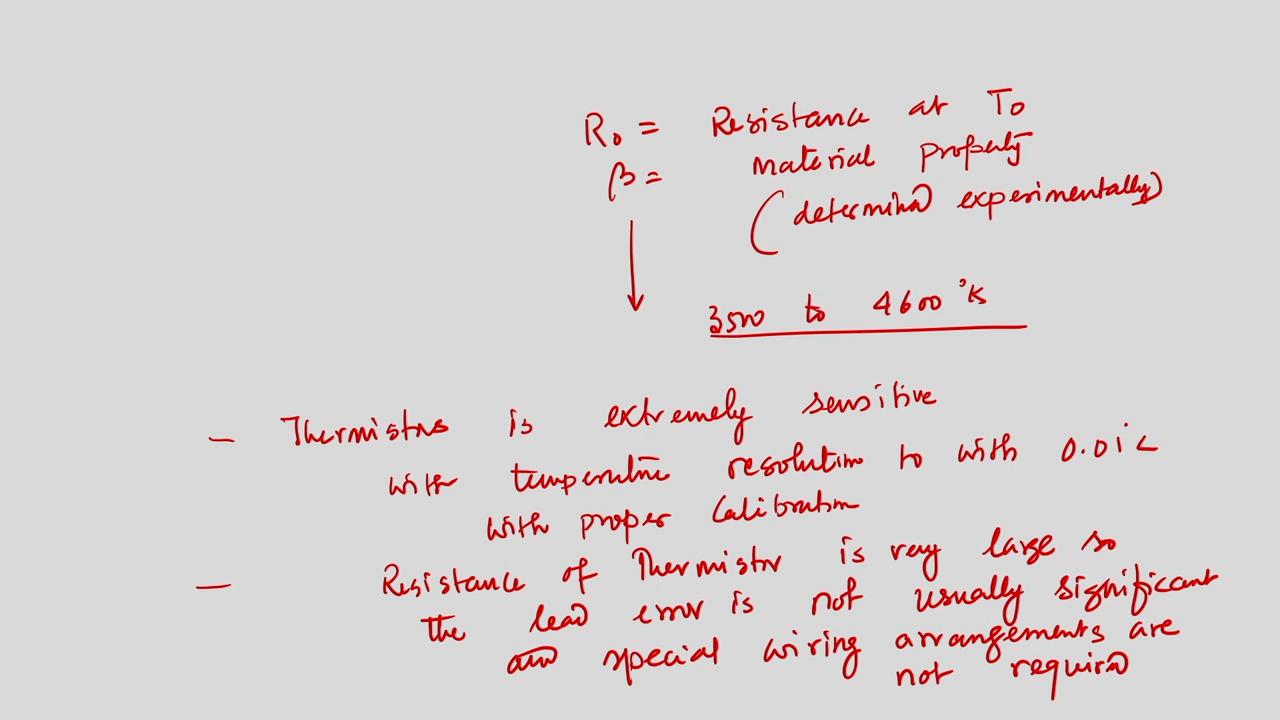 R₀ = Resistance at T₀
β = material property
(determined experimentally)
3500 to 4600 °K
— Thermistors is extremely sensitive
with temperature resolution to with 0.01°C
with proper calibration
— Resistance of Thermistor is very large so
the lead error is not usually significant
and special wiring arrangements are
not required